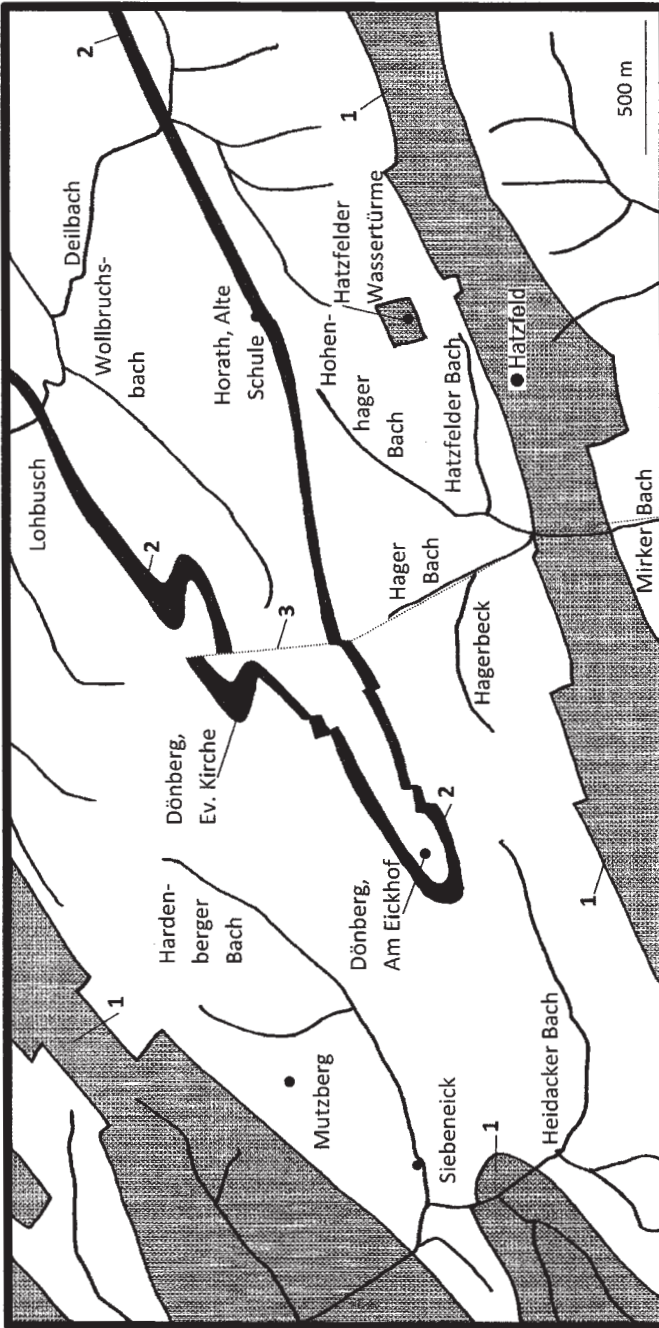 Lohbusch
Deilbach
2
Wollbruchs-
bach
1
2
Dönberg,
Ev. Kirche
Harden-
berger
Bach
Horath, Alte
Schule
3
Mutzberg
Hohen-
hager
Bach
Hatzfelder
Wassertürme
1
Dönberg,
Am Eickhof
Hager
Bach
2
Siebeneick
Hatzfelder Bach
Hagerbeck
1
Hatzfeld
Heidacker Bach
1
500 m
Mirker Bach